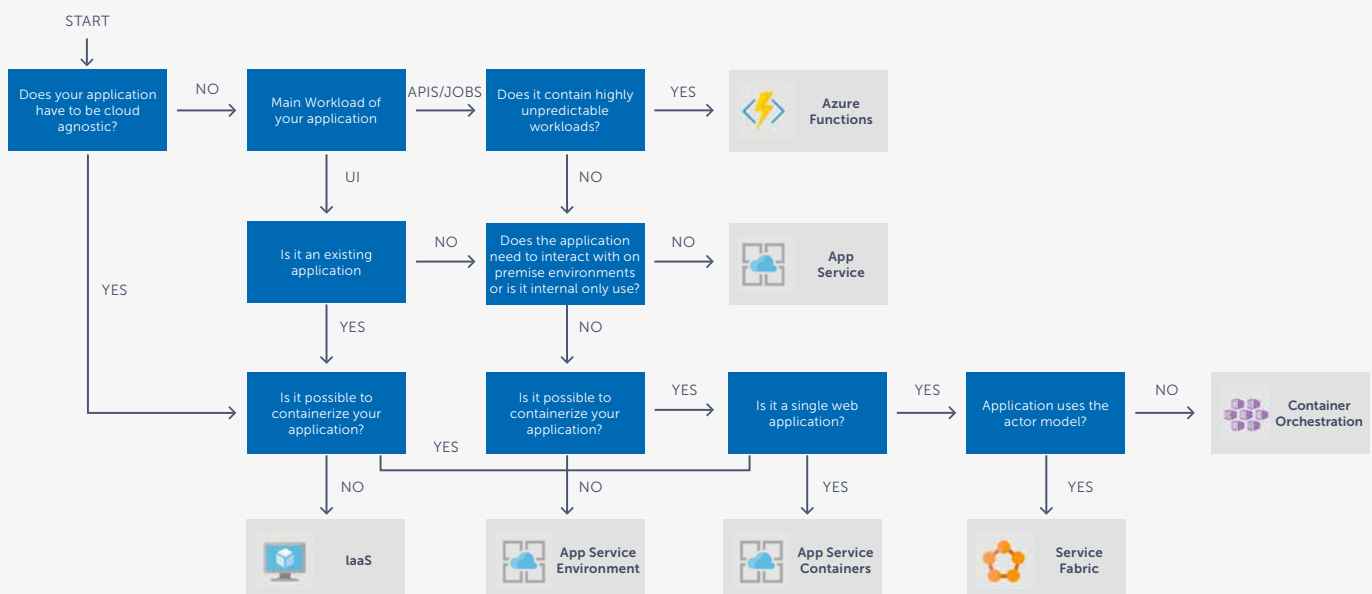 START
Does your application
have to be cloud
agnostic?
NO
Main Workload of
your application
APIS/JOBS
Does it contain highly
unpredictable
workloads?
YES
Azure
Functions
UI
NO
Is it an existing
application
NO
Does the application
need to interact with on
premise environments
or is it internal only use?
NO
App
Service
YES
YES
NO
Is it possible to
containerize your
application?
YES
Is it possible to
containerize your
application?
YES
Is it a single web
application?
YES
Application uses the
actor model?
NO
Container
Orchestration
NO
NO
YES
YES
IaaS
App Service
Environment
App Service
Containers
Service
Fabric